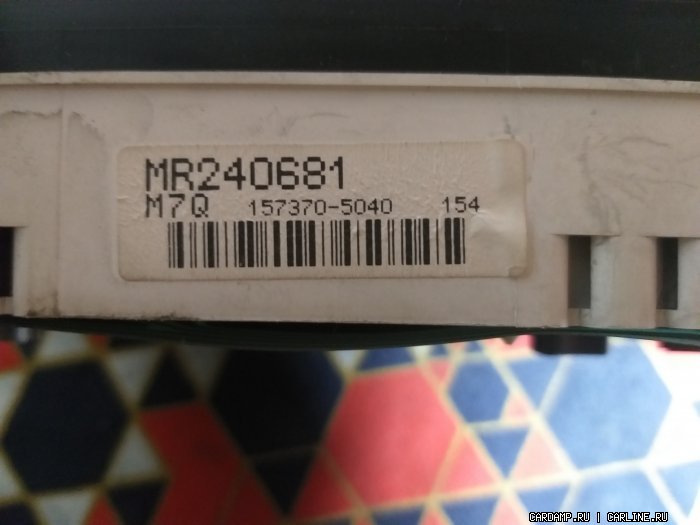 MR240681
M7Q 157370-5040 154
CARDAMP.RU | CARLINE.RU